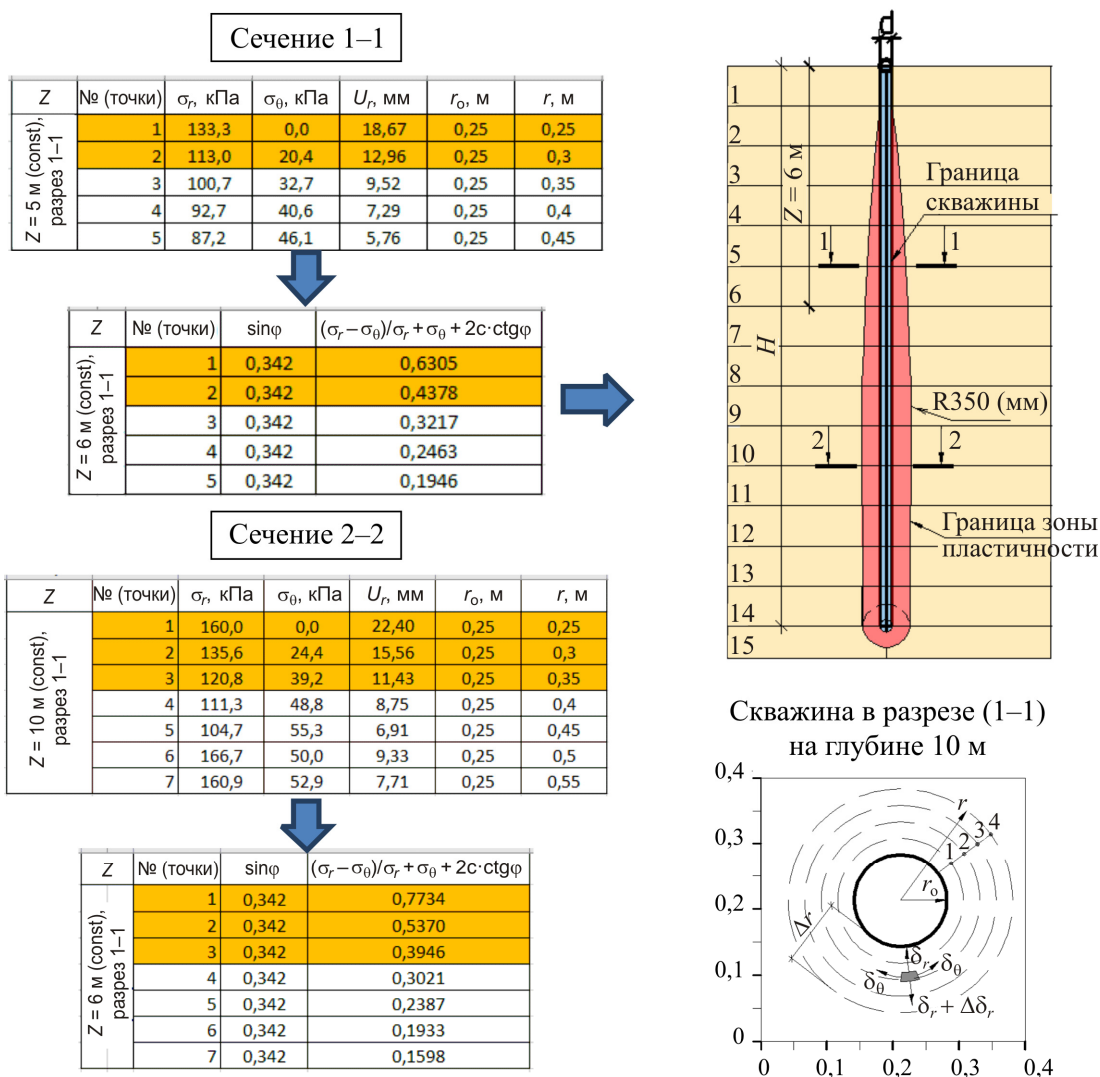 Сечение 1–1
Z № (точки) σr, кПа σθ, кПа Ur, мм ro, м r, м
Z = 5 м (const), разрез 1–1
1 133,3 0,0 18,67 0,25 0,25
2 113,0 20,4 12,96 0,25 0,3
3 100,7 32,7 9,52 0,25 0,35
4 92,7 40,6 7,29 0,25 0,4
5 87,2 46,1 5,76 0,25 0,45
Z № (точки) sinφ (σr – σθ)/σr + σθ + 2c·ctgφ
Z = 6 м (const), разрез 1–1
1 0,342 0,6305
2 0,342 0,4378
3 0,342 0,3217
4 0,342 0,2463
5 0,342 0,1946
Сечение 2–2
Z № (точки) σr, кПа σθ, кПа Ur, мм ro, м r, м
Z = 10 м (const), разрез 1–1
1 160,0 0,0 22,40 0,25 0,25
2 135,6 24,4 15,56 0,25 0,3
3 120,8 39,2 11,43 0,25 0,35
4 111,3 48,8 8,75 0,25 0,4
5 104,7 55,3 6,91 0,25 0,45
6 166,7 50,0 9,33 0,25 0,5
7 160,9 52,9 7,71 0,25 0,55
Z № (точки) sinφ (σr – σθ)/σr + σθ + 2c·ctgφ
Z = 6 м (const), разрез 1–1
1 0,342 0,7734
2 0,342 0,5370
3 0,342 0,3946
4 0,342 0,3021
5 0,342 0,2387
6 0,342 0,1933
7 0,342 0,1598
d
1
2
3
4
5
6
7
8
9
10
11
12
13
14
15
Z = 6 м
H
Граница
скважины
1 1
R350 (мм)
2 2
Граница зоны
пластичности
Скважина в разрезе (1–1)
на глубине 10 м
0,4
0,3
0,2
0,1
0
r
1 2 3 4
ro
Δr
δr
δθ
δθ
δr + Δδr
0 0,1 0,2 0,3 0,4